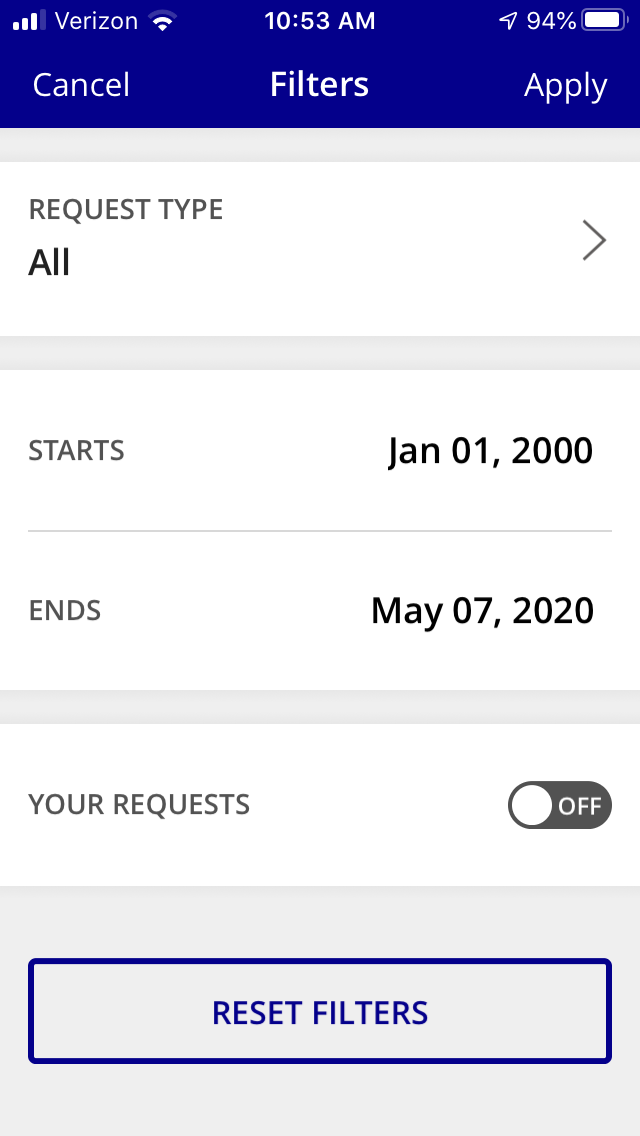 Verizon 10:53 AM 94%
Cancel Filters Apply
REQUEST TYPE
All
STARTS Jan 01, 2000
ENDS May 07, 2020
YOUR REQUESTS OFF
RESET FILTERS